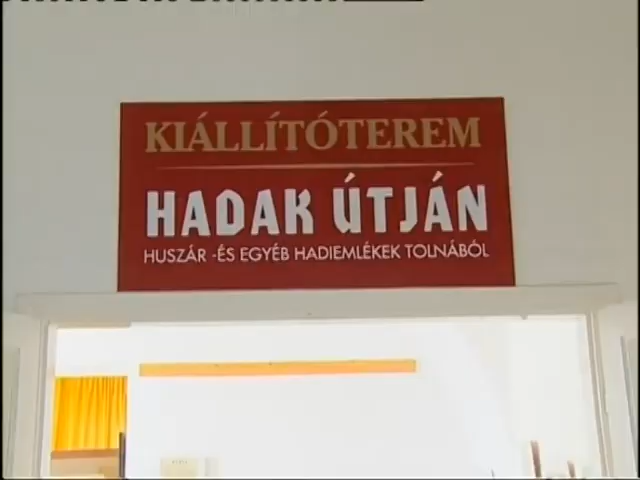 KIÁLLÍTÓTEREM
HADAK ÚTJÁN
HUSZÁR -ÉS EGYÉB HADIEMLÉKEK TOLNÁBÓL